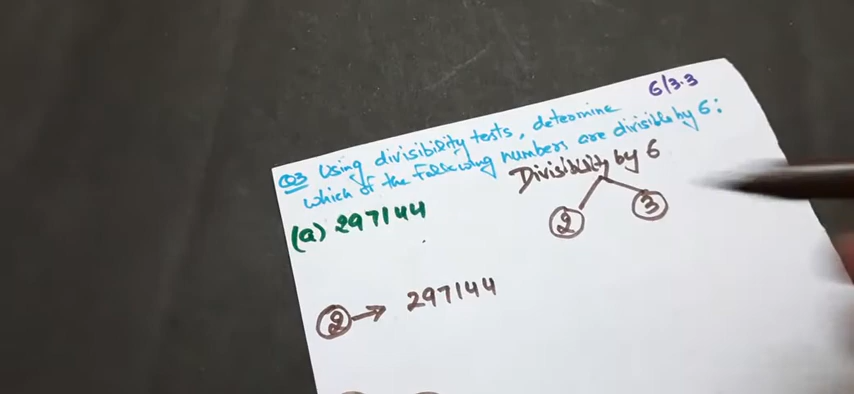 6/3.3
Q3 Using divisibility tests, determine
which of the following numbers are divisible by 6:
Divisibility by 6
2 3
(a) 297144
2 → 297144